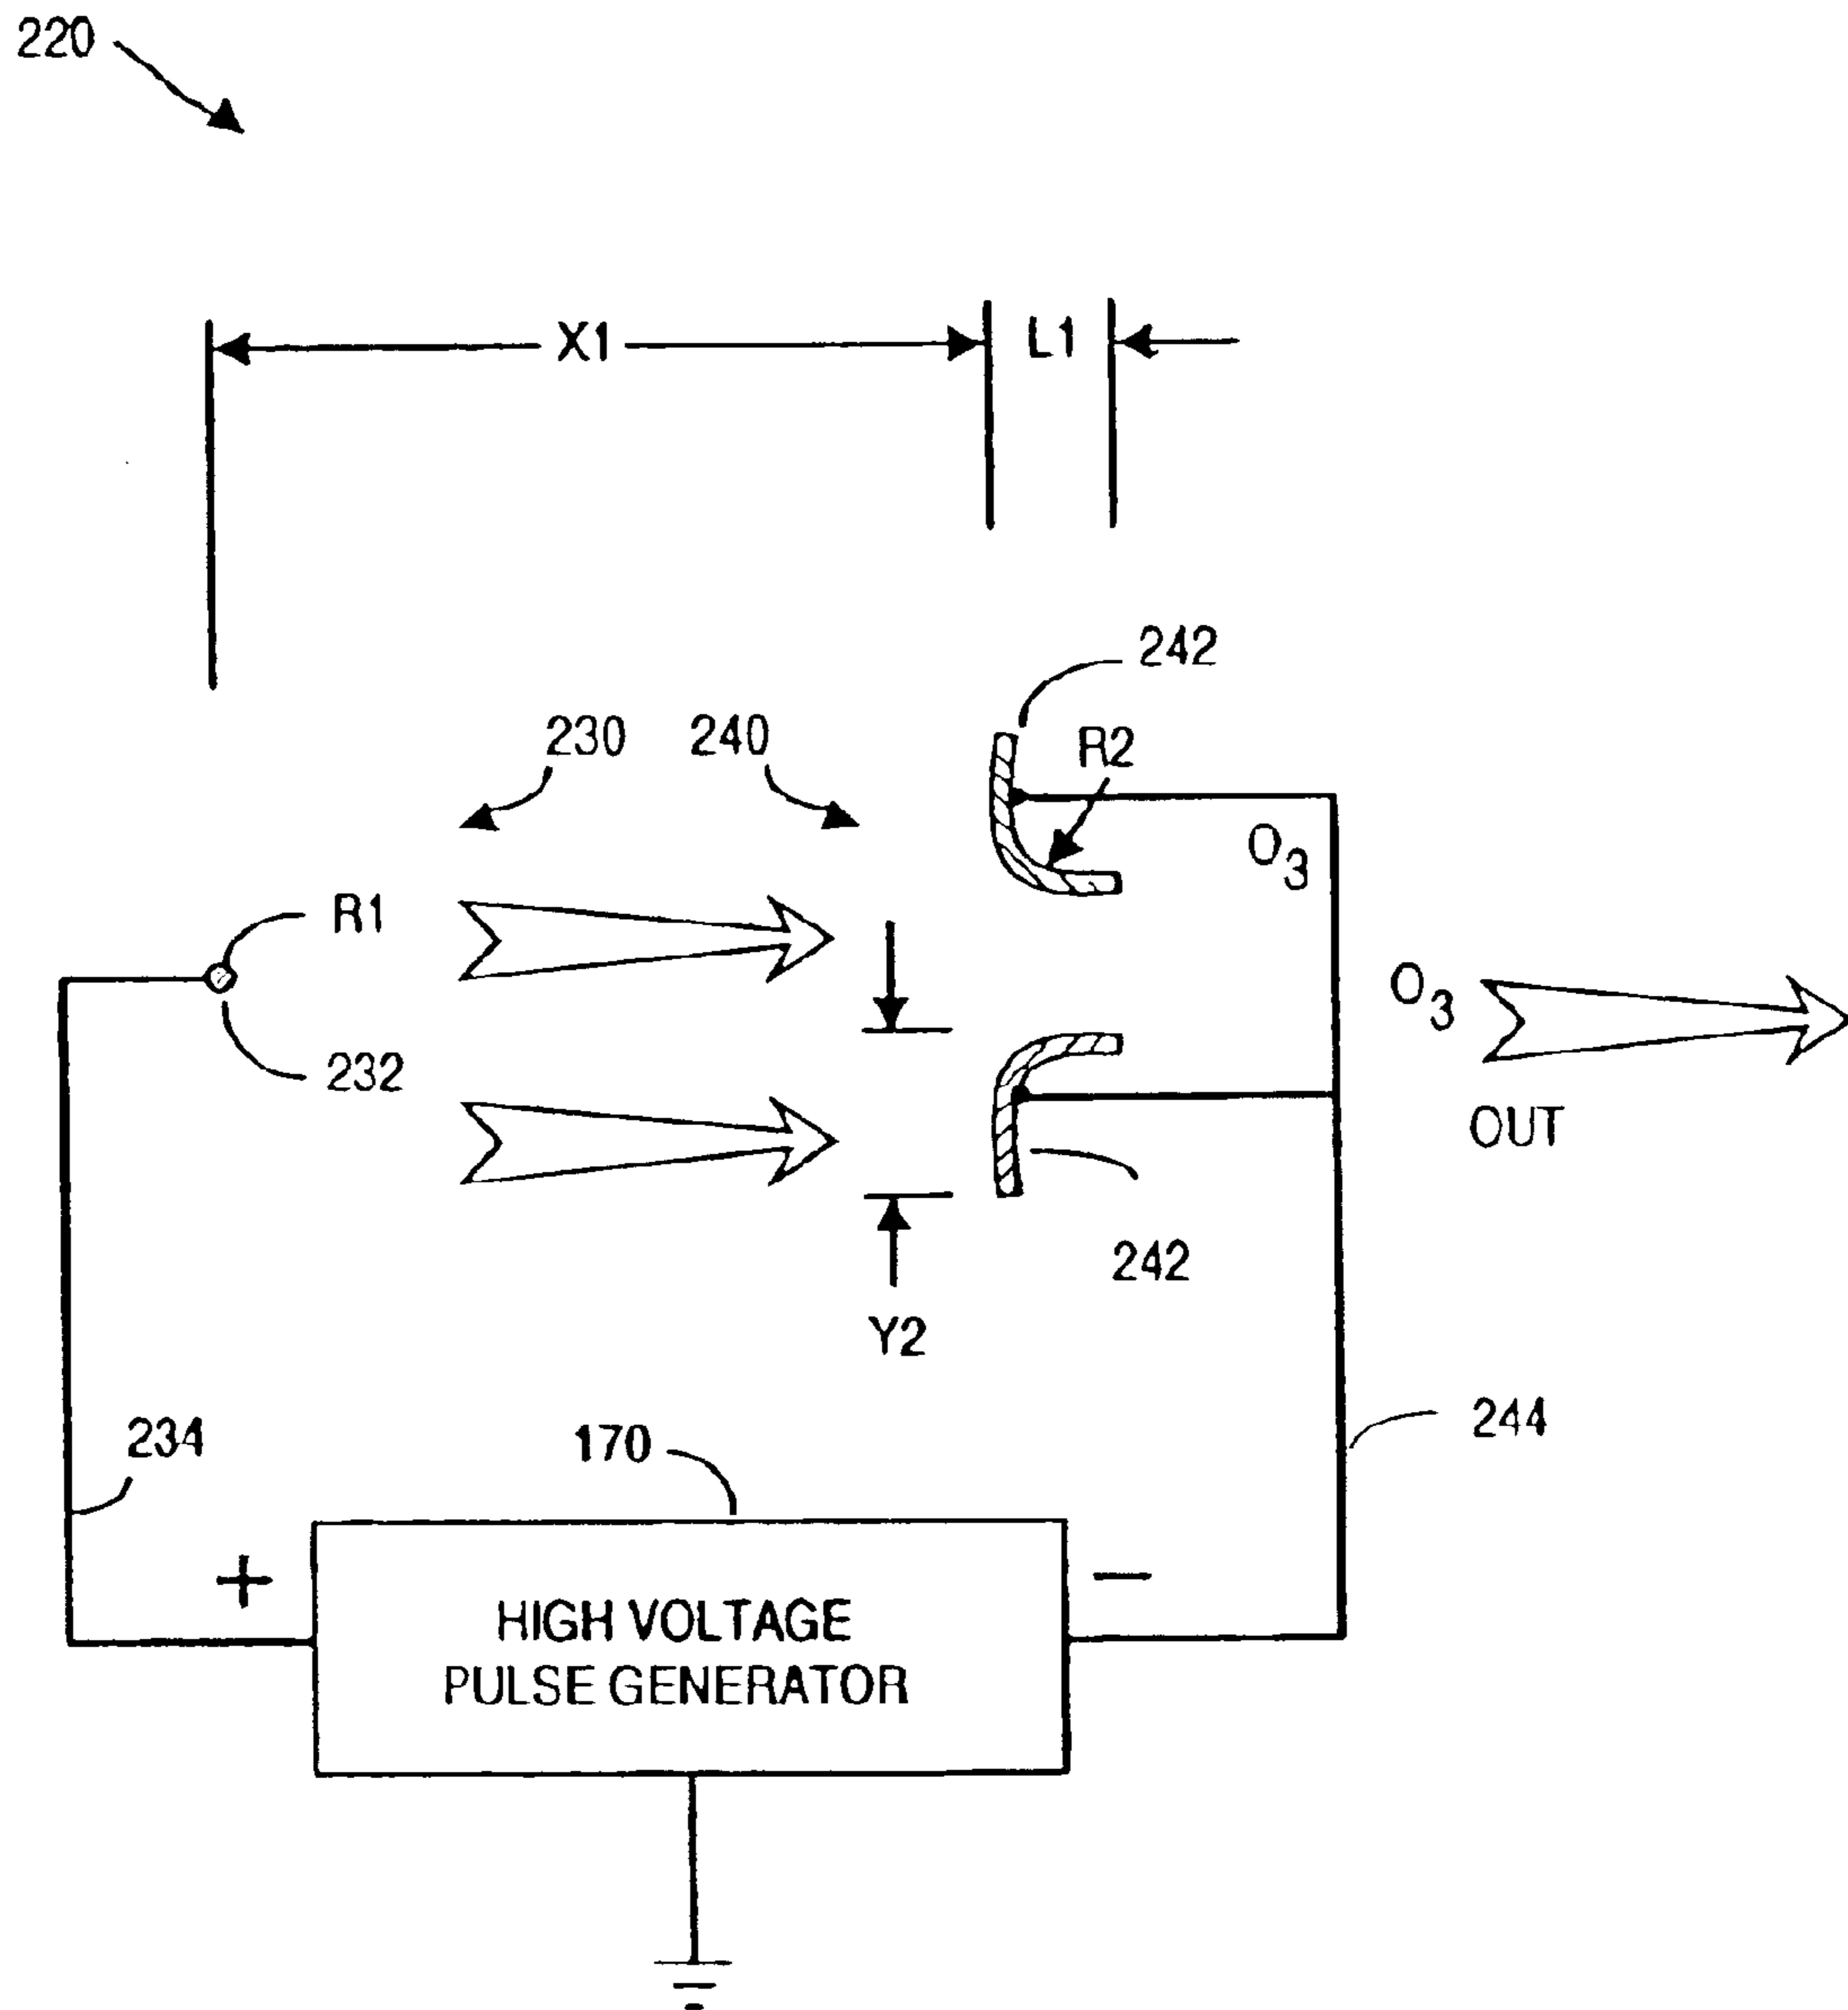 220
X1
L1
242
230
240
R2
O3
R1
O3
232
OUT
242
Y2
244
234
170
+
−
HIGH VOLTAGE
PULSE GENERATOR